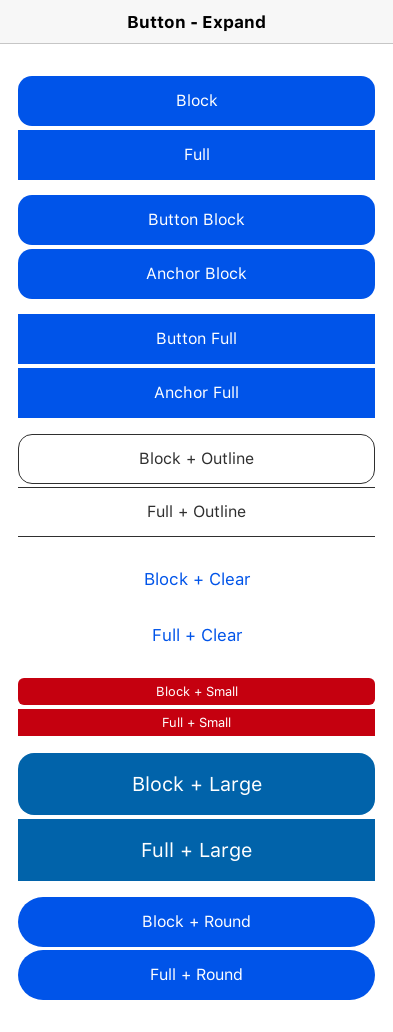 Button - Expand
Block
Full
Button Block
Anchor Block
Button Full
Anchor Full
Block + Outline
Full + Outline
Block + Clear
Full + Clear
Block + Small
Full + Small
Block + Large
Full + Large
Block + Round
Full + Round